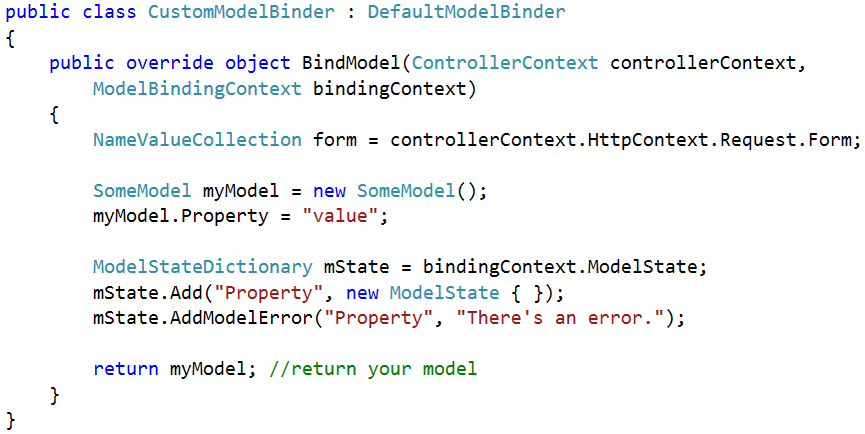 public class CustomModelBinder : DefaultModelBinder
{
    public override object BindModel(ControllerContext controllerContext,
        ModelBindingContext bindingContext)
    {
        NameValueCollection form = controllerContext.HttpContext.Request.Form;

        SomeModel myModel = new SomeModel();
        myModel.Property = "value";

        ModelStateDictionary mState = bindingContext.ModelState;
        mState.Add("Property", new ModelState { });
        mState.AddModelError("Property", "There's an error.");

        return myModel; //return your model
    }
}